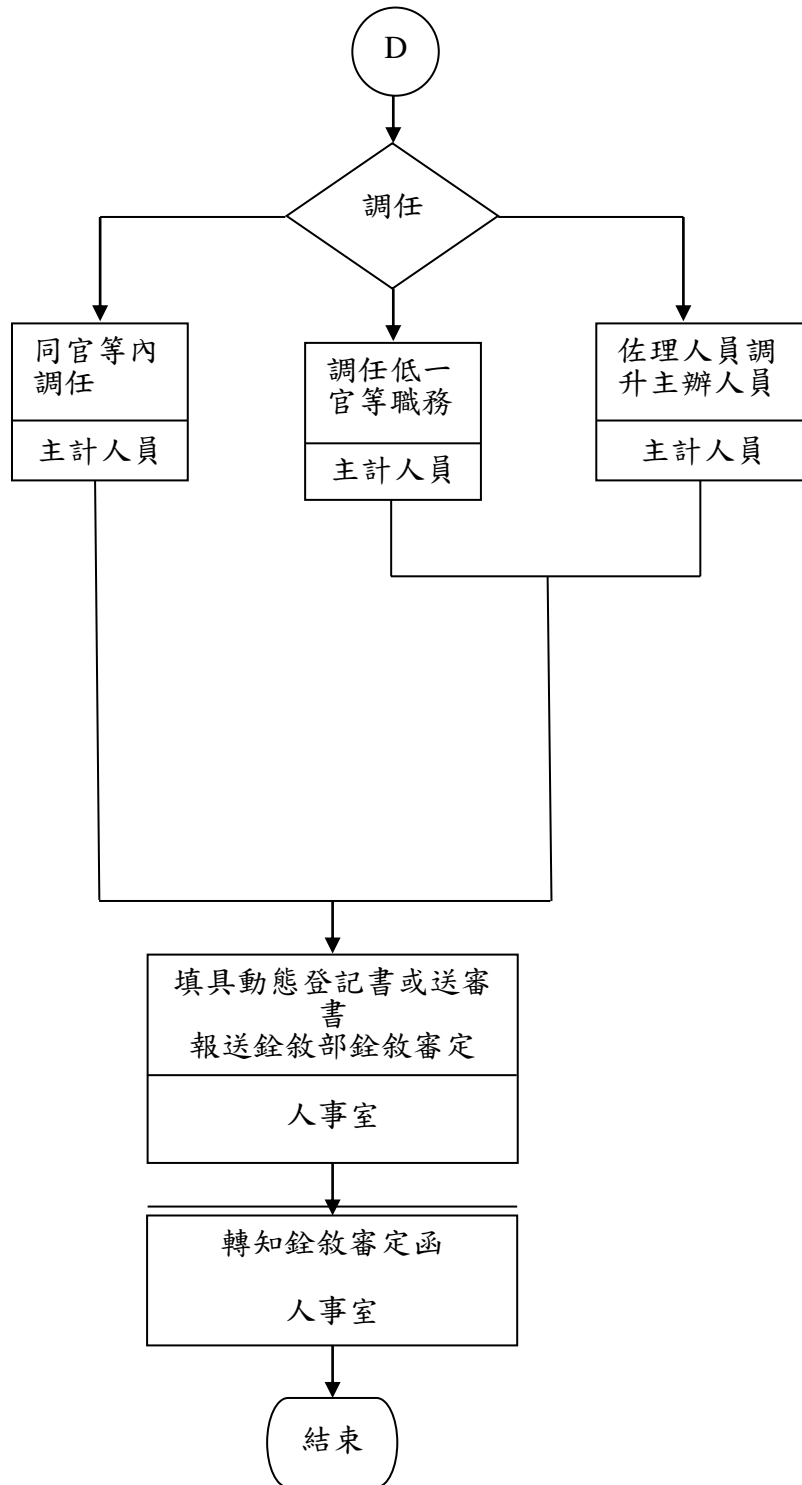 D
調任
同官等內
調任
主計人員
調任低一
官等職務
主計人員
佐理人員調
升主辦人員
主計人員
填具動態登記書或送審
書
報送銓敘部銓敘審定
人事室
轉知銓敘審定函
人事室
結束